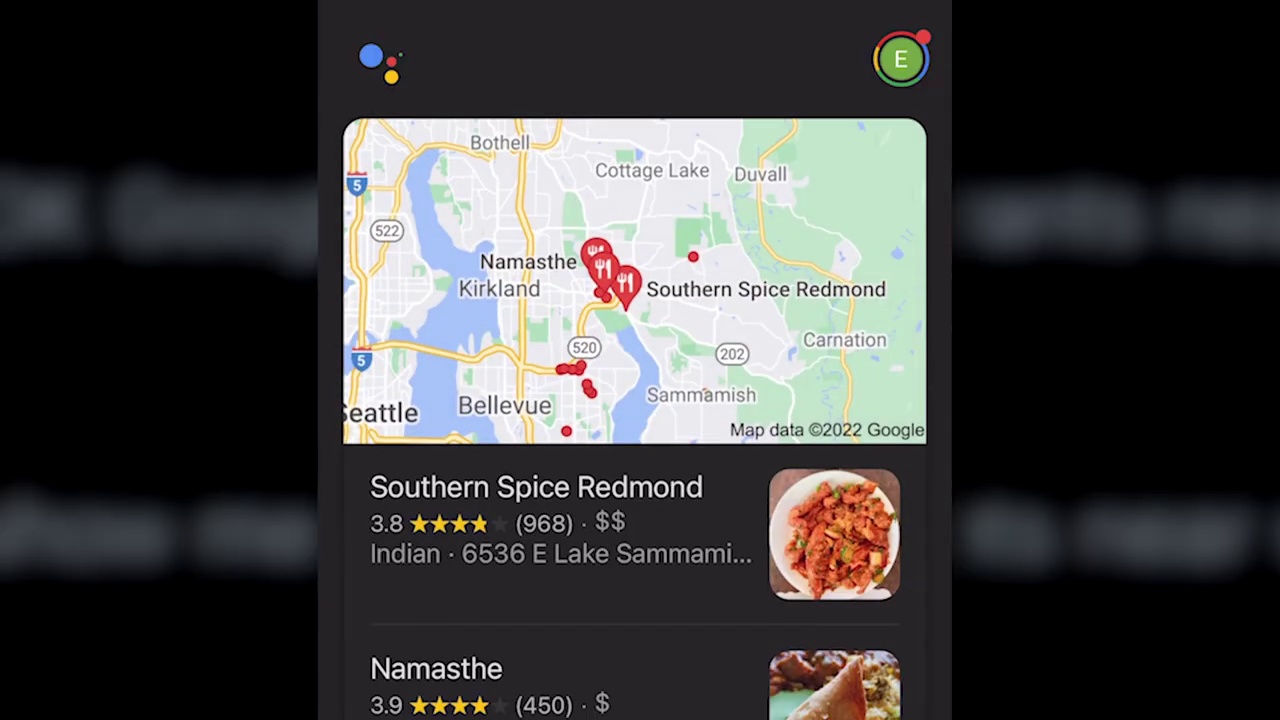 E
Bothell
Cottage Lake
Duvall
5
522
Namasthe
Kirkland
Southern Spice Redmond
520
202
Carnation
5
Sammamish
Seattle
Bellevue
Map data ©2022 Google
Southern Spice Redmond
3.8 ★★★★★ (968) · $$
Indian · 6536 E Lake Sammami...
Namasthe
3.9 ★★★★★ (450) · $